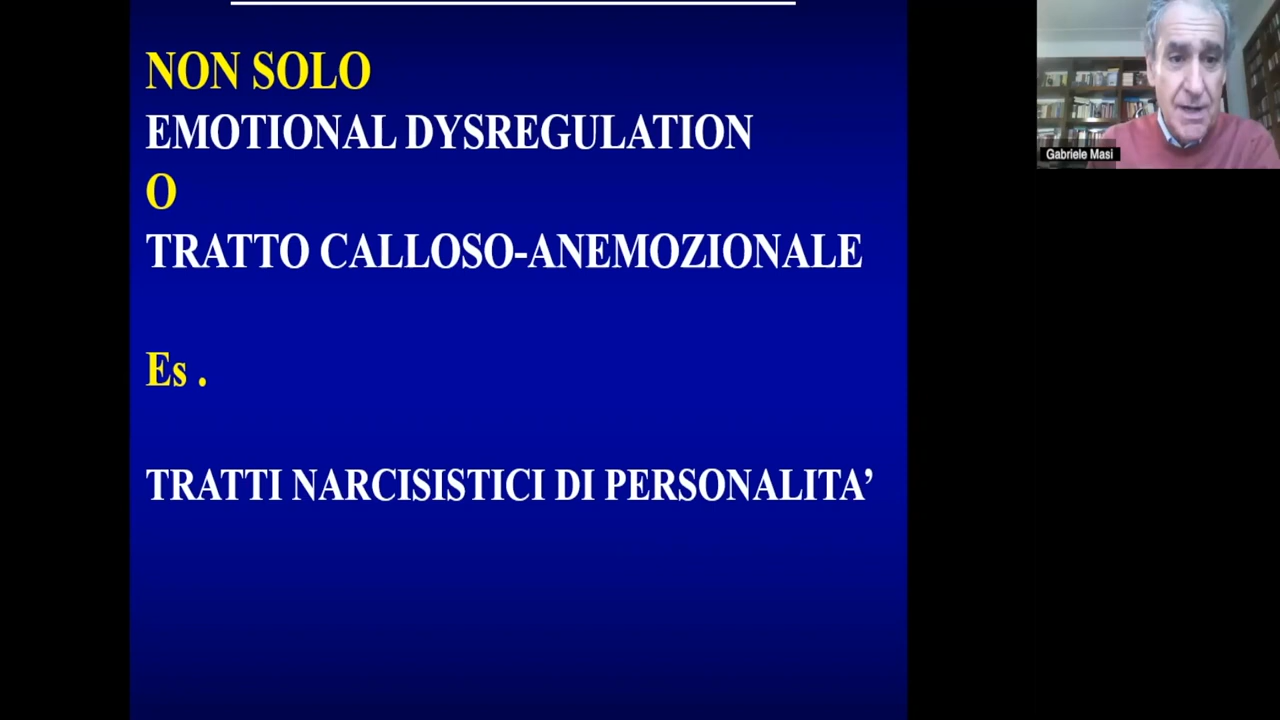 NON SOLO
EMOTIONAL DYSREGULATION
O
TRATTO CALLOSO-ANEMOZIONALE
Es .
TRATTI NARCISISTICI DI PERSONALITA’
Gabriele Masi